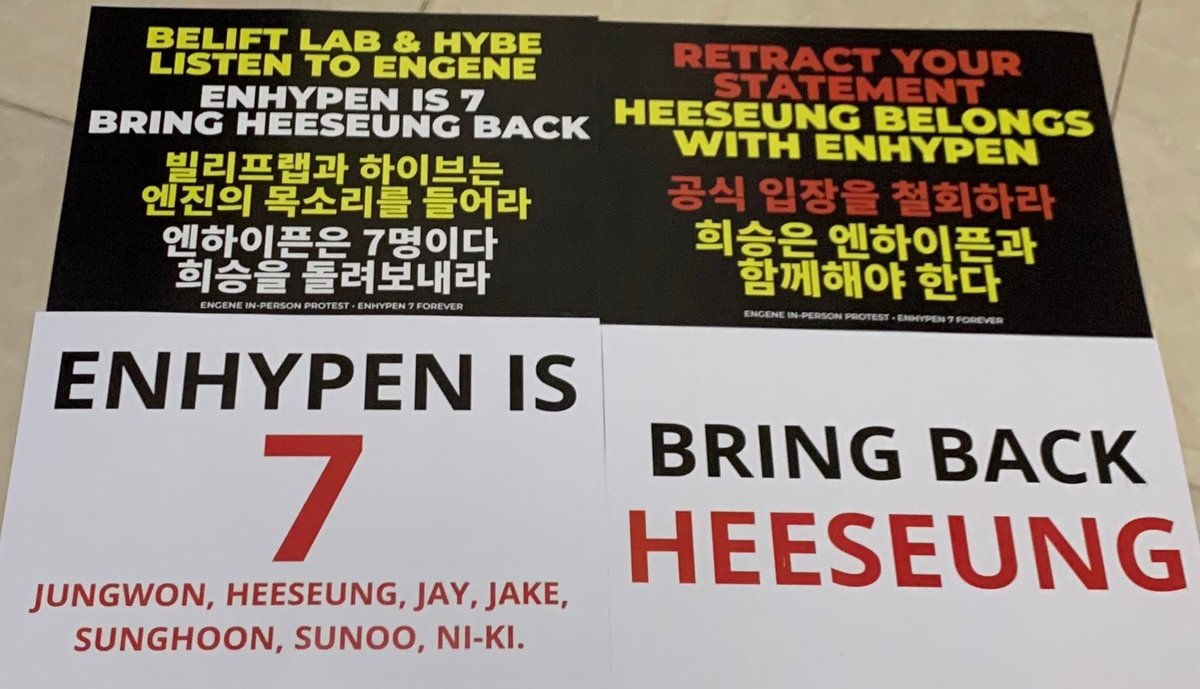 BELIFT LAB & HYBE
LISTEN TO ENGENE
ENHYPEN IS 7
BRING HEESEUNG BACK
빌리프랩과 하이브는
엔진의 목소리를 들어라
엔하이픈은 7명이다
희승을 돌려보내라
ENGENE IN-PERSON PROTEST • ENHYPEN 7 FOREVER
RETRACT YOUR
STATEMENT
HEESEUNG BELONGS
WITH ENHYPEN
공식 입장을 철회하라
희승은 엔하이픈과
함께해야 한다
ENGENE IN-PERSON PROTEST • ENHYPEN 7 FOREVER
ENHYPEN IS
7
JUNGWON, HEESEUNG, JAY, JAKE,
SUNGHOON, SUNOO, NI-KI.
BRING BACK
HEESEUNG